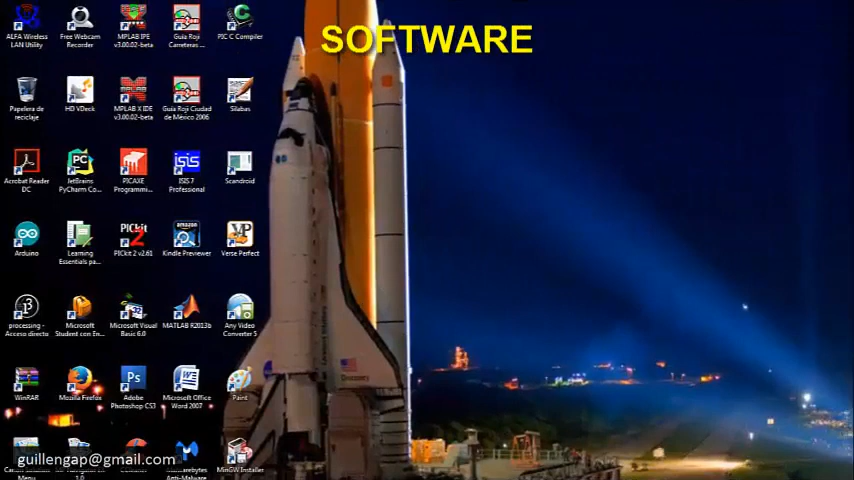 SOFTWARE
ALFA Wireless
LAN Utility
Free Webcam
Recorder
MPLAB IPE
v3.00.02-beta
Guia Roji
Carreteras ...
PIC C Compiler
Papelera de
reciclaje
HD VDeck
MPLAB X IDE
v3.00.02-beta
Guia Roji Ciudad
de México 2006
Silabas
Acrobat Reader
DC
JetBrains
PyCharm Co...
PICAXE
Programmi...
ISIS 7
Professional
Scandroid
Arduino
Learning
Essentials pa...
PICkit 2 v2.61
Kindle Previewer
Verse Perfect
processing -
Acceso directo
Microsoft
Student con En...
Microsoft Visual
Basic 6.0
MATLAB R2013b
Any Video
Converter 5
WinRAR
Mozilla Firefox
Adobe
Photoshop CS3
Microsoft Office
Word 2007
Paint
guillengap@gmail.com
Anti-Malware
MinGW Installer